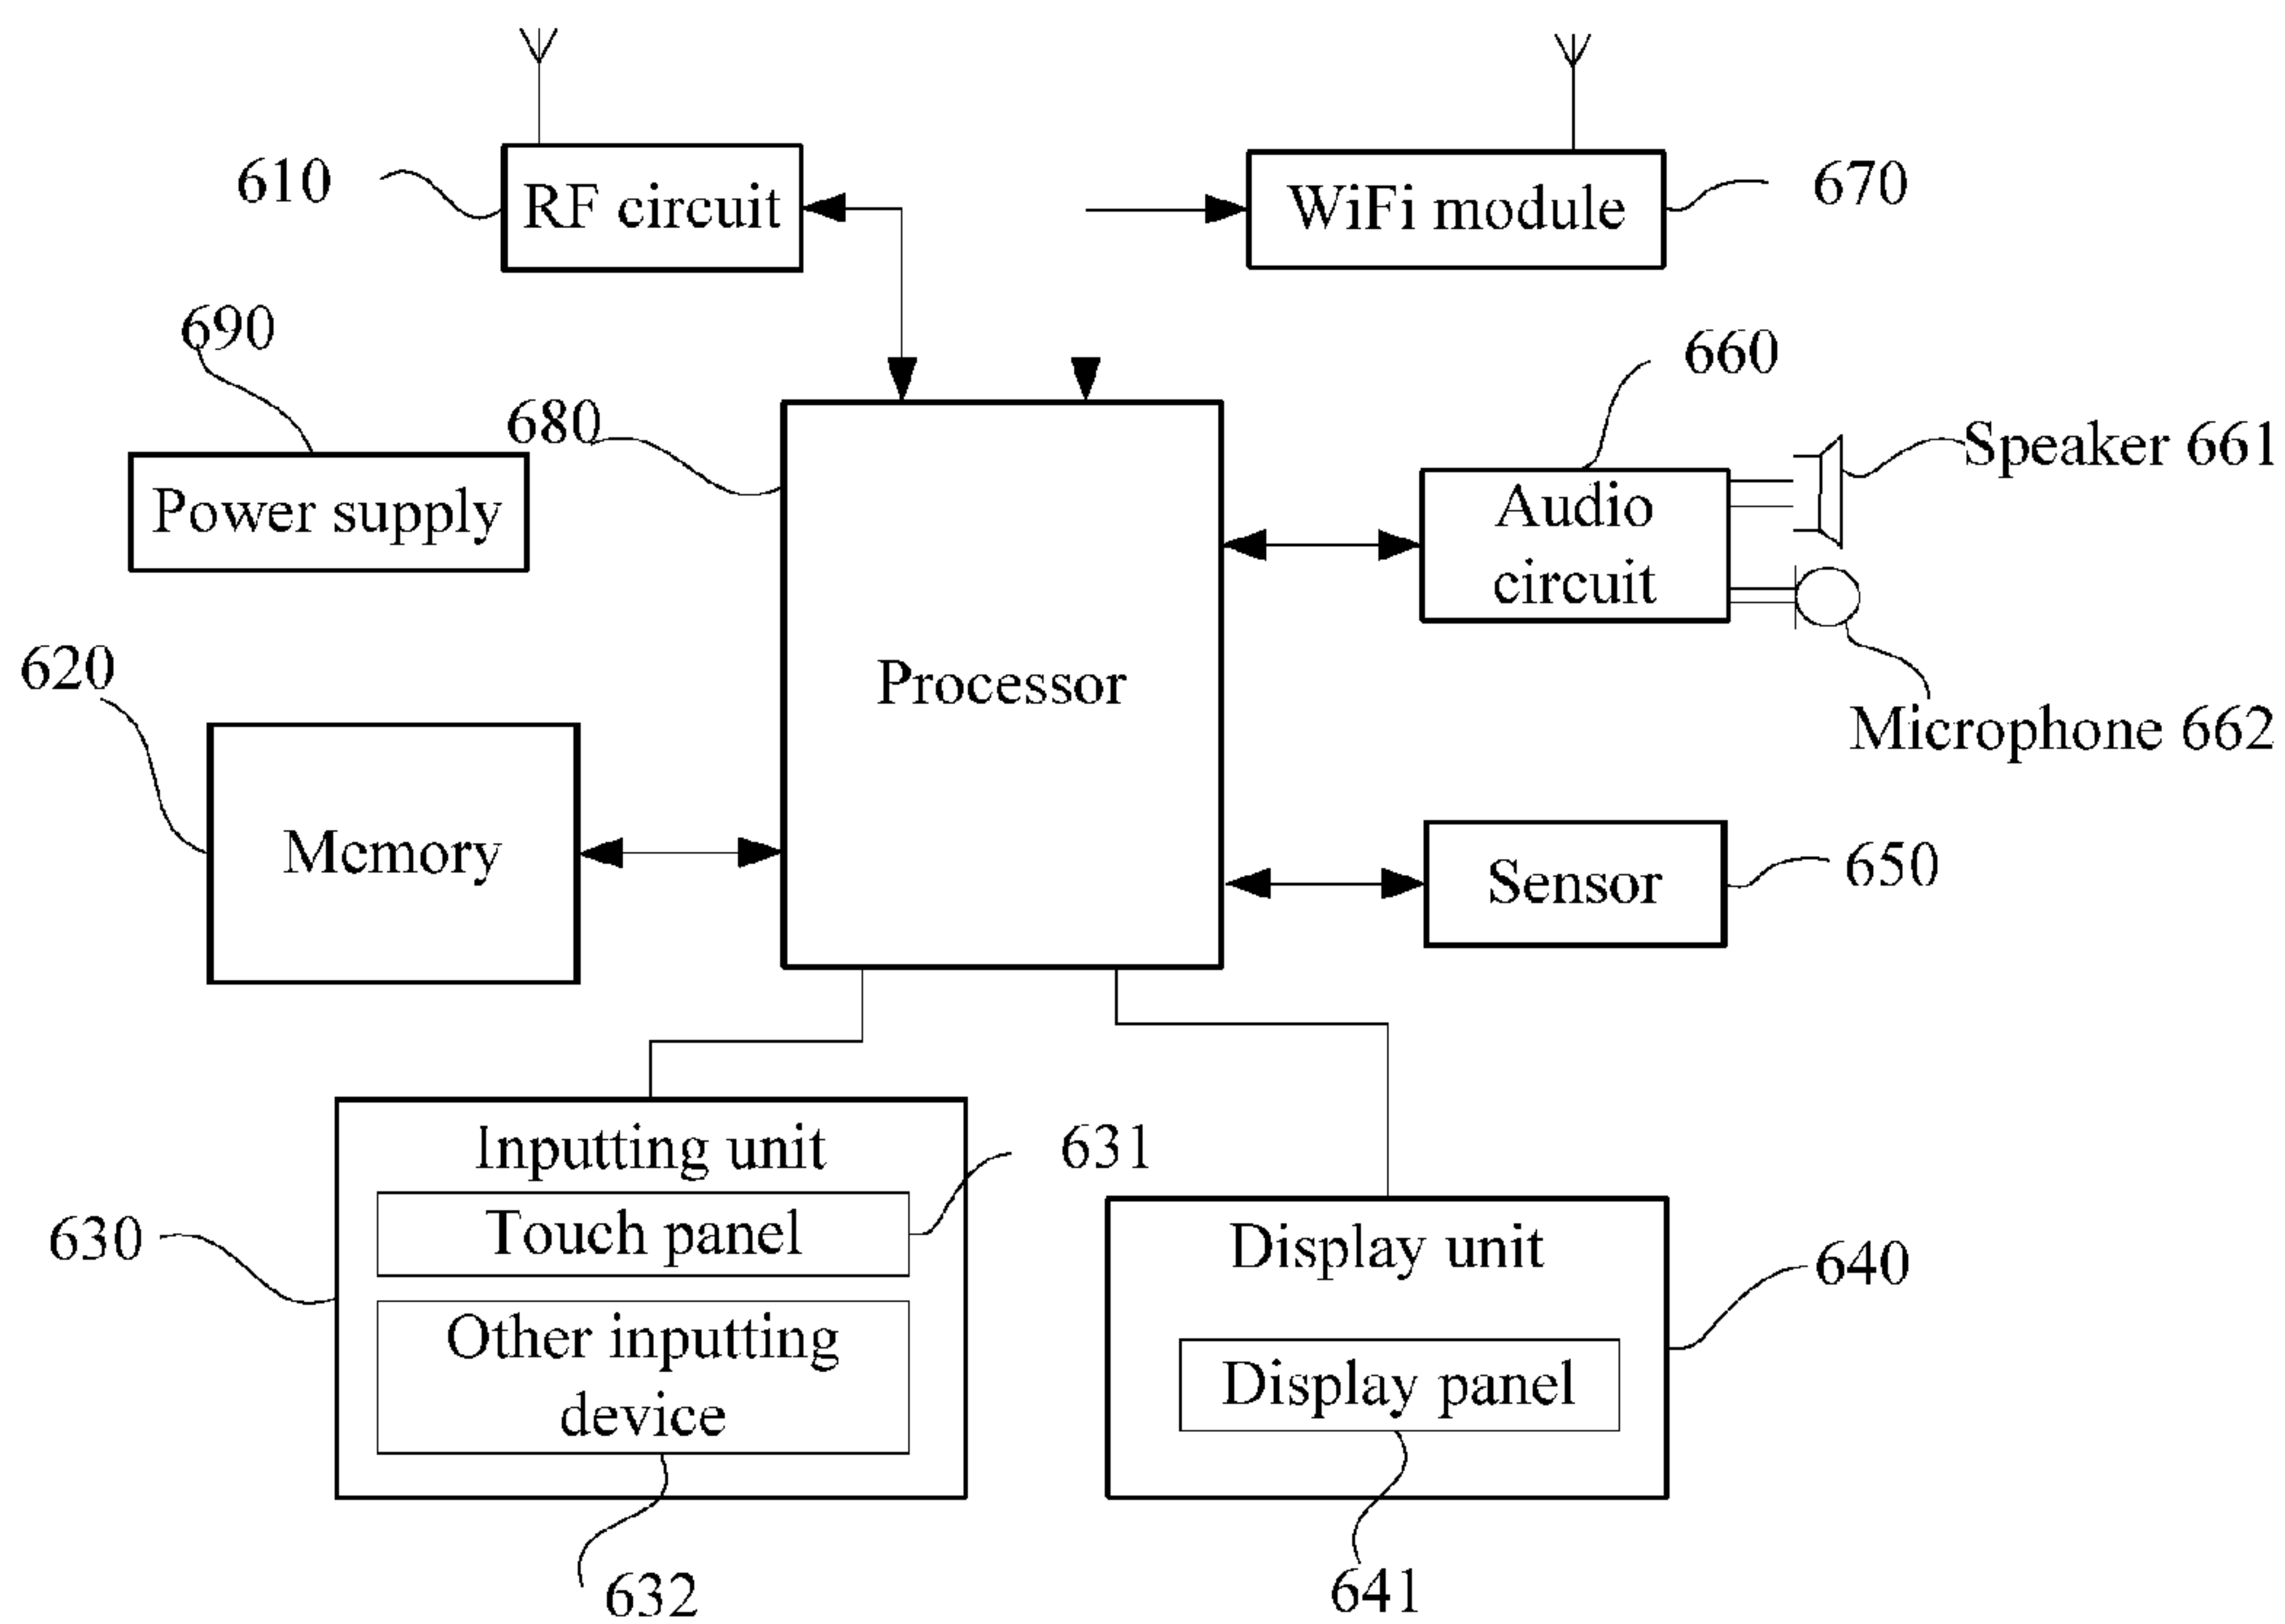 610
RF circuit
WiFi module
670
690
660
680
Speaker 661
Power supply
Audio
circuit
620
Processor
Microphone 662
Memory
Sensor
650
Inputting unit
631
Touch panel
630
Display unit
640
Other inputting
device
Display panel
632
641